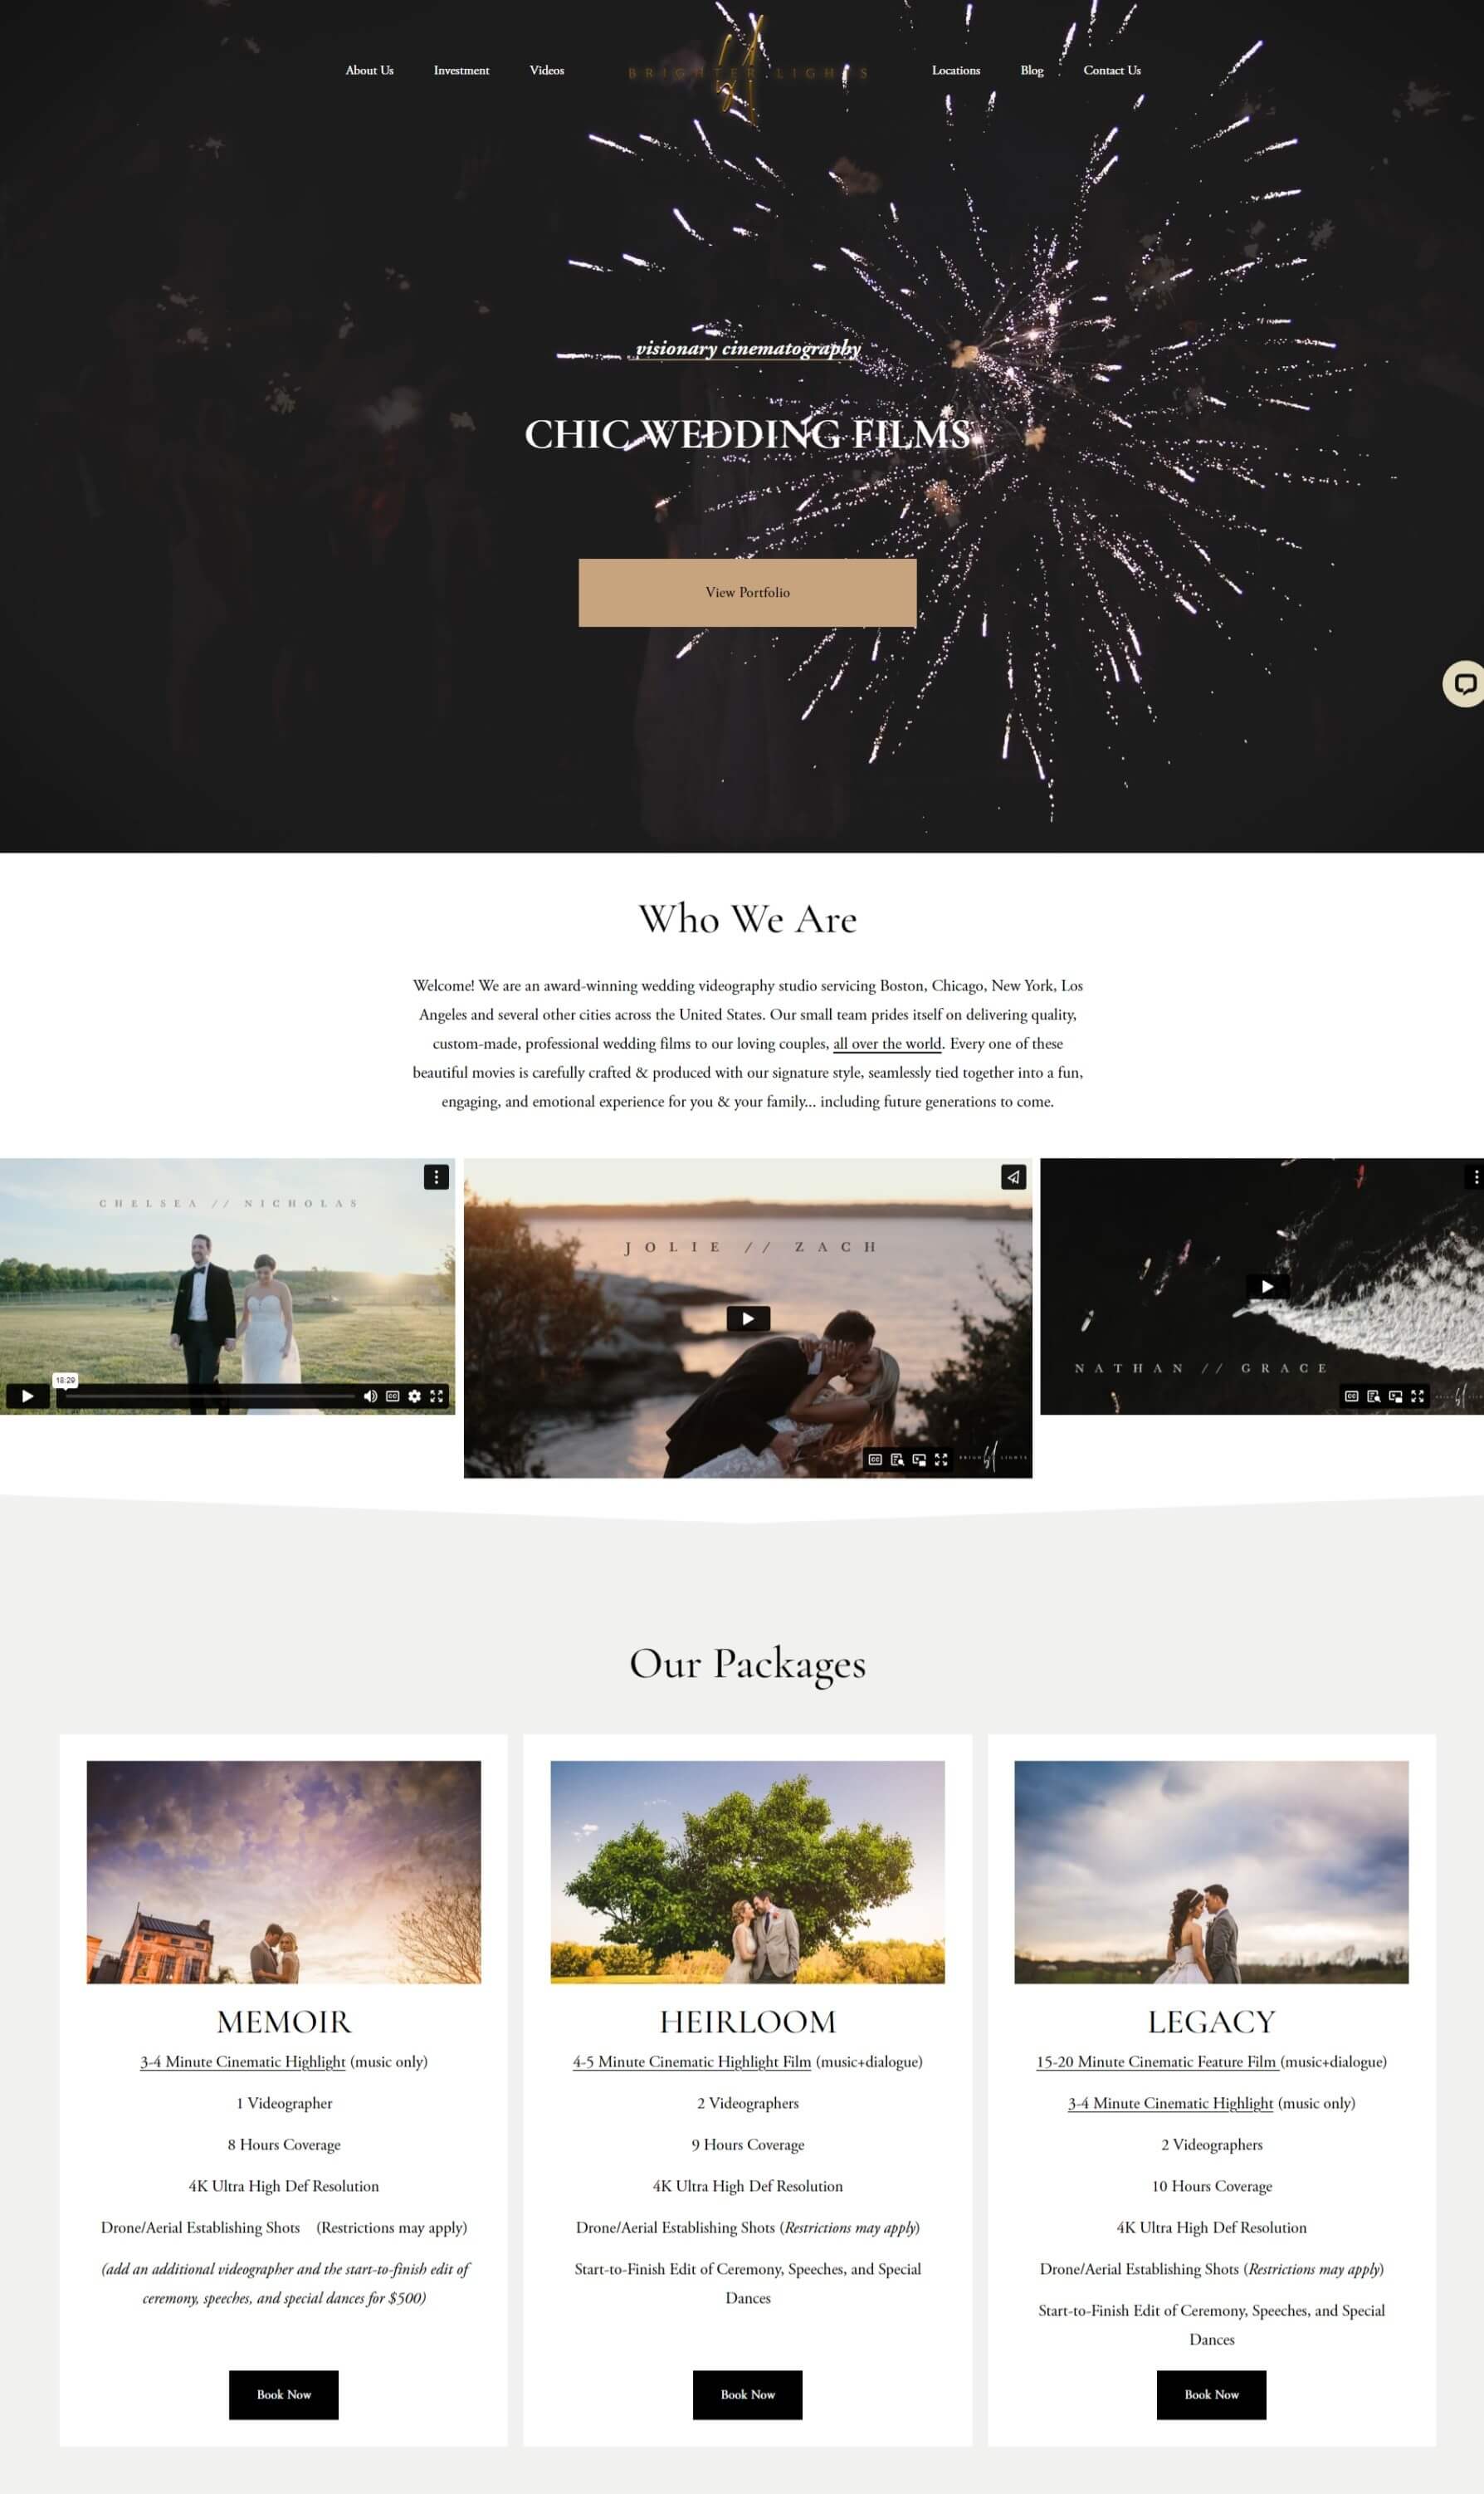 About Us
Investment
Videos
BRIGHTER LIGHTS
Locations
Blog
Contact Us
visionary cinematography
CHIC WEDDING FILMS
View Portfolio
Who We Are
Welcome! We are an award-winning wedding videography studio servicing Boston, Chicago, New York, Los
Angeles and several other cities across the United States. Our small team prides itself on delivering quality,
custom-made, professional wedding films to our loving couples, all over the world. Every one of these
beautiful movies is carefully crafted & produced with our signature style, seamlessly tied together into a fun,
engaging, and emotional experience for you & your family... including future generations to come.
CHELSEA // NICHOLAS
18:29
JOLIE // ZACH
BRIGHTER LIGHTS
NATHAN // GRACE
Our Packages
MEMOIR
3-4 Minute Cinematic Highlight (music only)
1 Videographer
8 Hours Coverage
4K Ultra High Def Resolution
Drone/Aerial Establishing Shots (Restrictions may apply)
(add an additional videographer and the start-to-finish edit of
ceremony, speeches, and special dances for $500)
Book Now
HEIRLOOM
4-5 Minute Cinematic Highlight Film (music+dialogue)
2 Videographers
9 Hours Coverage
4K Ultra High Def Resolution
Drone/Aerial Establishing Shots (Restrictions may apply)
Start-to-Finish Edit of Ceremony, Speeches, and Special
Dances
Book Now
LEGACY
15-20 Minute Cinematic Feature Film (music+dialogue)
3-4 Minute Cinematic Highlight (music only)
2 Videographers
10 Hours Coverage
4K Ultra High Def Resolution
Drone/Aerial Establishing Shots (Restrictions may apply)
Start-to-Finish Edit of Ceremony, Speeches, and Special
Dances
Book Now